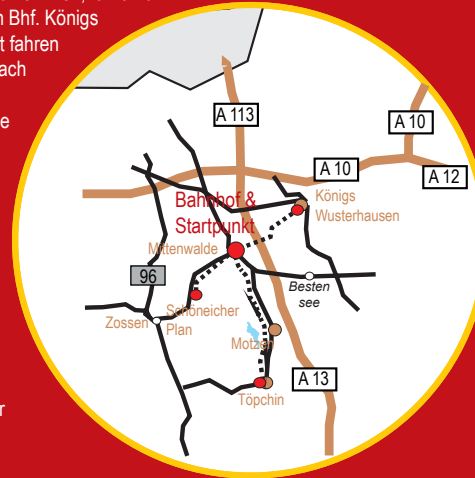 n Bhf. Königs
t fahren
ach
e
r
A 113
A 10
A 10
A 12
Bahnhof &
Startpunkt
Königs
Wusterhausen
Mittenwalde
96
Besten
see
Zossen
Schöneicher
Plan
Motzen
A 13
Töpchin